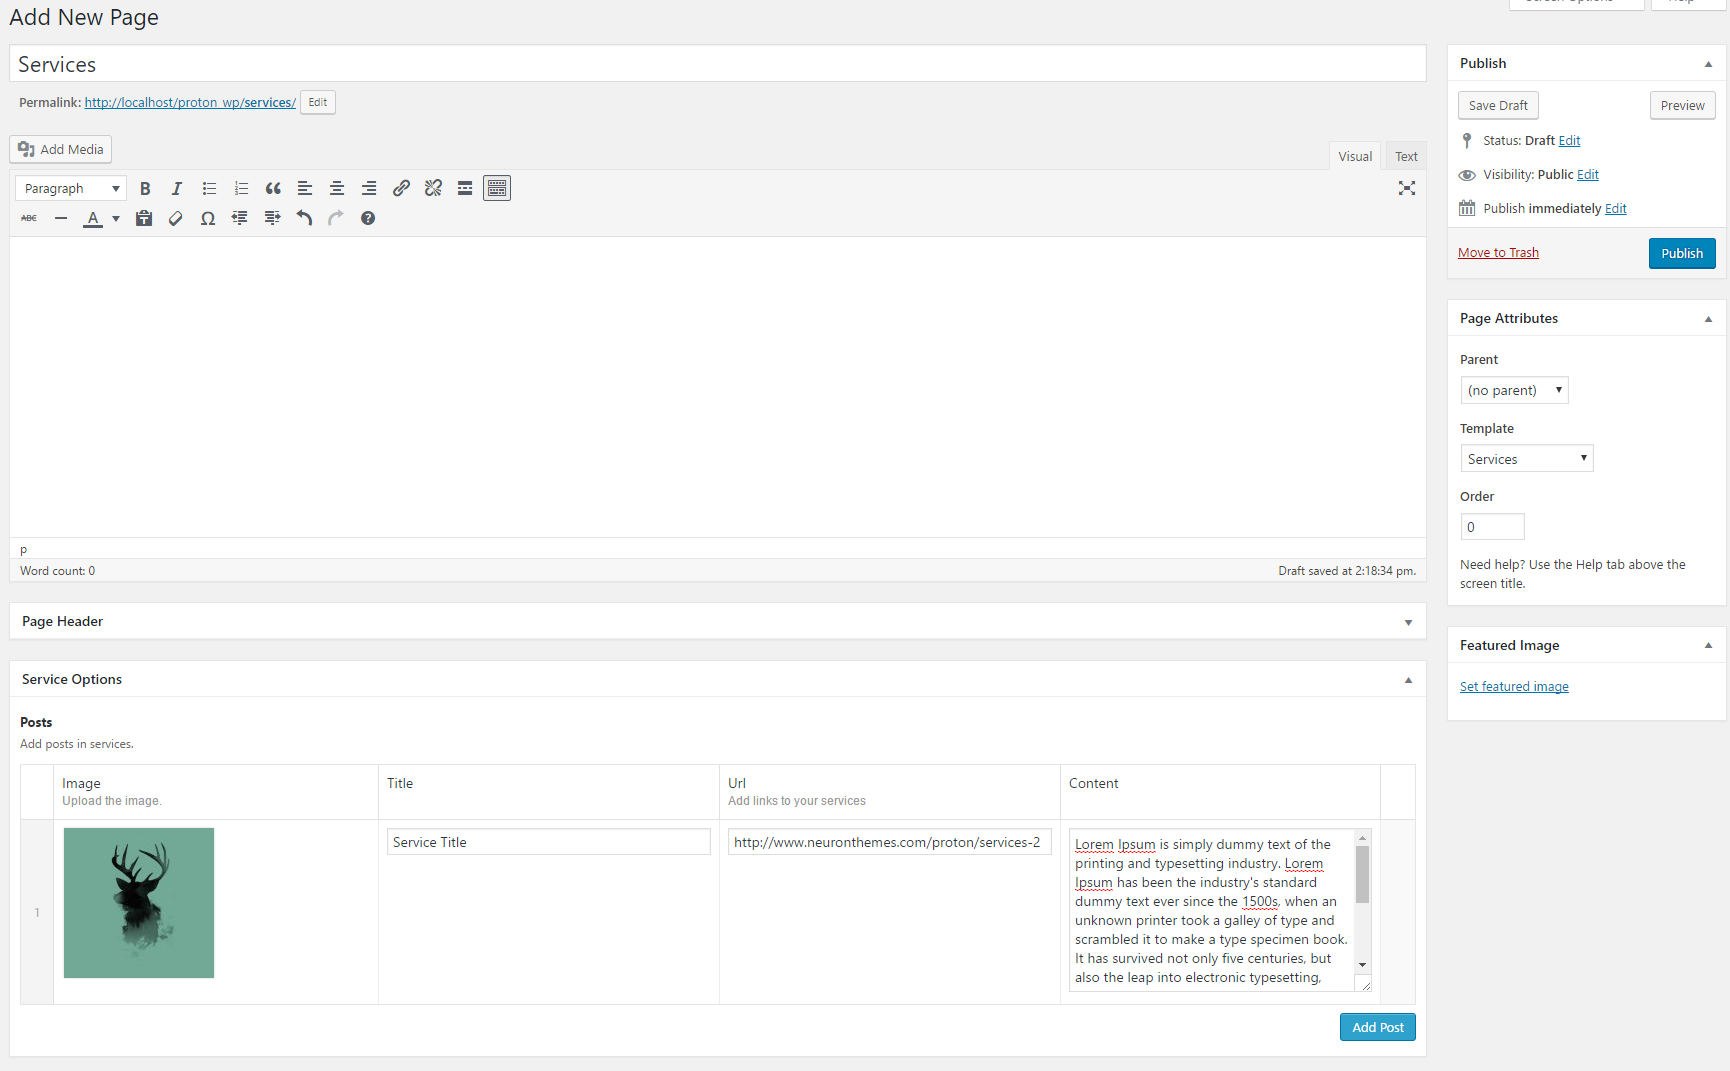 Add New Page
Services
Permalink: http://localhost/proton_wp/services/ Edit
Add Media
Visual Text
Paragraph
ABC
p
Word count: 0
Draft saved at 2:18:34 pm.
Page Header
Service Options
Posts
Add posts in services.
Image
Upload the image.
Title
Url
Add links to your services
Content
1
Service Title
http://www.neuronthemes.com/proton/services-2
Lorem Ipsum is simply dummy text of the
printing and typesetting industry. Lorem
Ipsum has been the industry's standard
dummy text ever since the 1500s, when an
unknown printer took a galley of type and
scrambled it to make a type specimen book.
It has survived not only five centuries, but
also the leap into electronic typesetting,
Add Post
Publish
Save Draft
Preview
Status: Draft Edit
Visibility: Public Edit
Publish immediately Edit
Move to Trash
Publish
Page Attributes
Parent
(no parent)
Template
Services
Order
0
Need help? Use the Help tab above the
screen title.
Featured Image
Set featured image